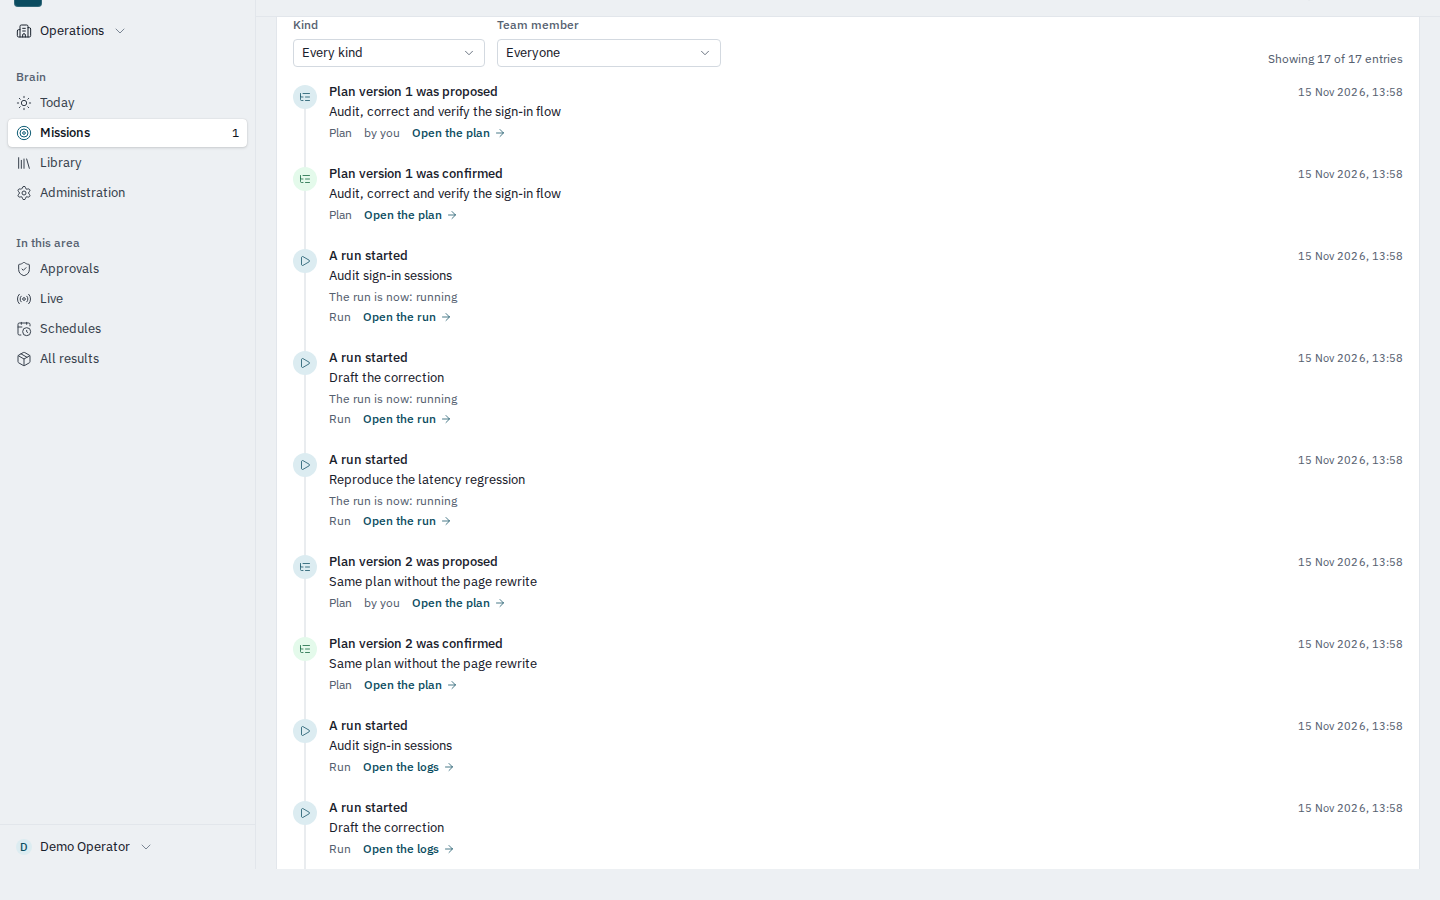 Operations
Brain
Today
Missions 1
Library
Administration
In this area
Approvals
Live
Schedules
All results
D Demo Operator
Kind
Team member
Every kind
Everyone
Showing 17 of 17 entries
Plan version 1 was proposed
15 Nov 2026, 13:58
Audit, correct and verify the sign-in flow
Plan by you Open the plan
Plan version 1 was confirmed
15 Nov 2026, 13:58
Audit, correct and verify the sign-in flow
Plan Open the plan
A run started
15 Nov 2026, 13:58
Audit sign-in sessions
The run is now: running
Run Open the run
A run started
15 Nov 2026, 13:58
Draft the correction
The run is now: running
Run Open the run
A run started
15 Nov 2026, 13:58
Reproduce the latency regression
The run is now: running
Run Open the run
Plan version 2 was proposed
15 Nov 2026, 13:58
Same plan without the page rewrite
Plan by you Open the plan
Plan version 2 was confirmed
15 Nov 2026, 13:58
Same plan without the page rewrite
Plan Open the plan
A run started
15 Nov 2026, 13:58
Audit sign-in sessions
Run Open the logs
A run started
15 Nov 2026, 13:58
Draft the correction
Run Open the logs